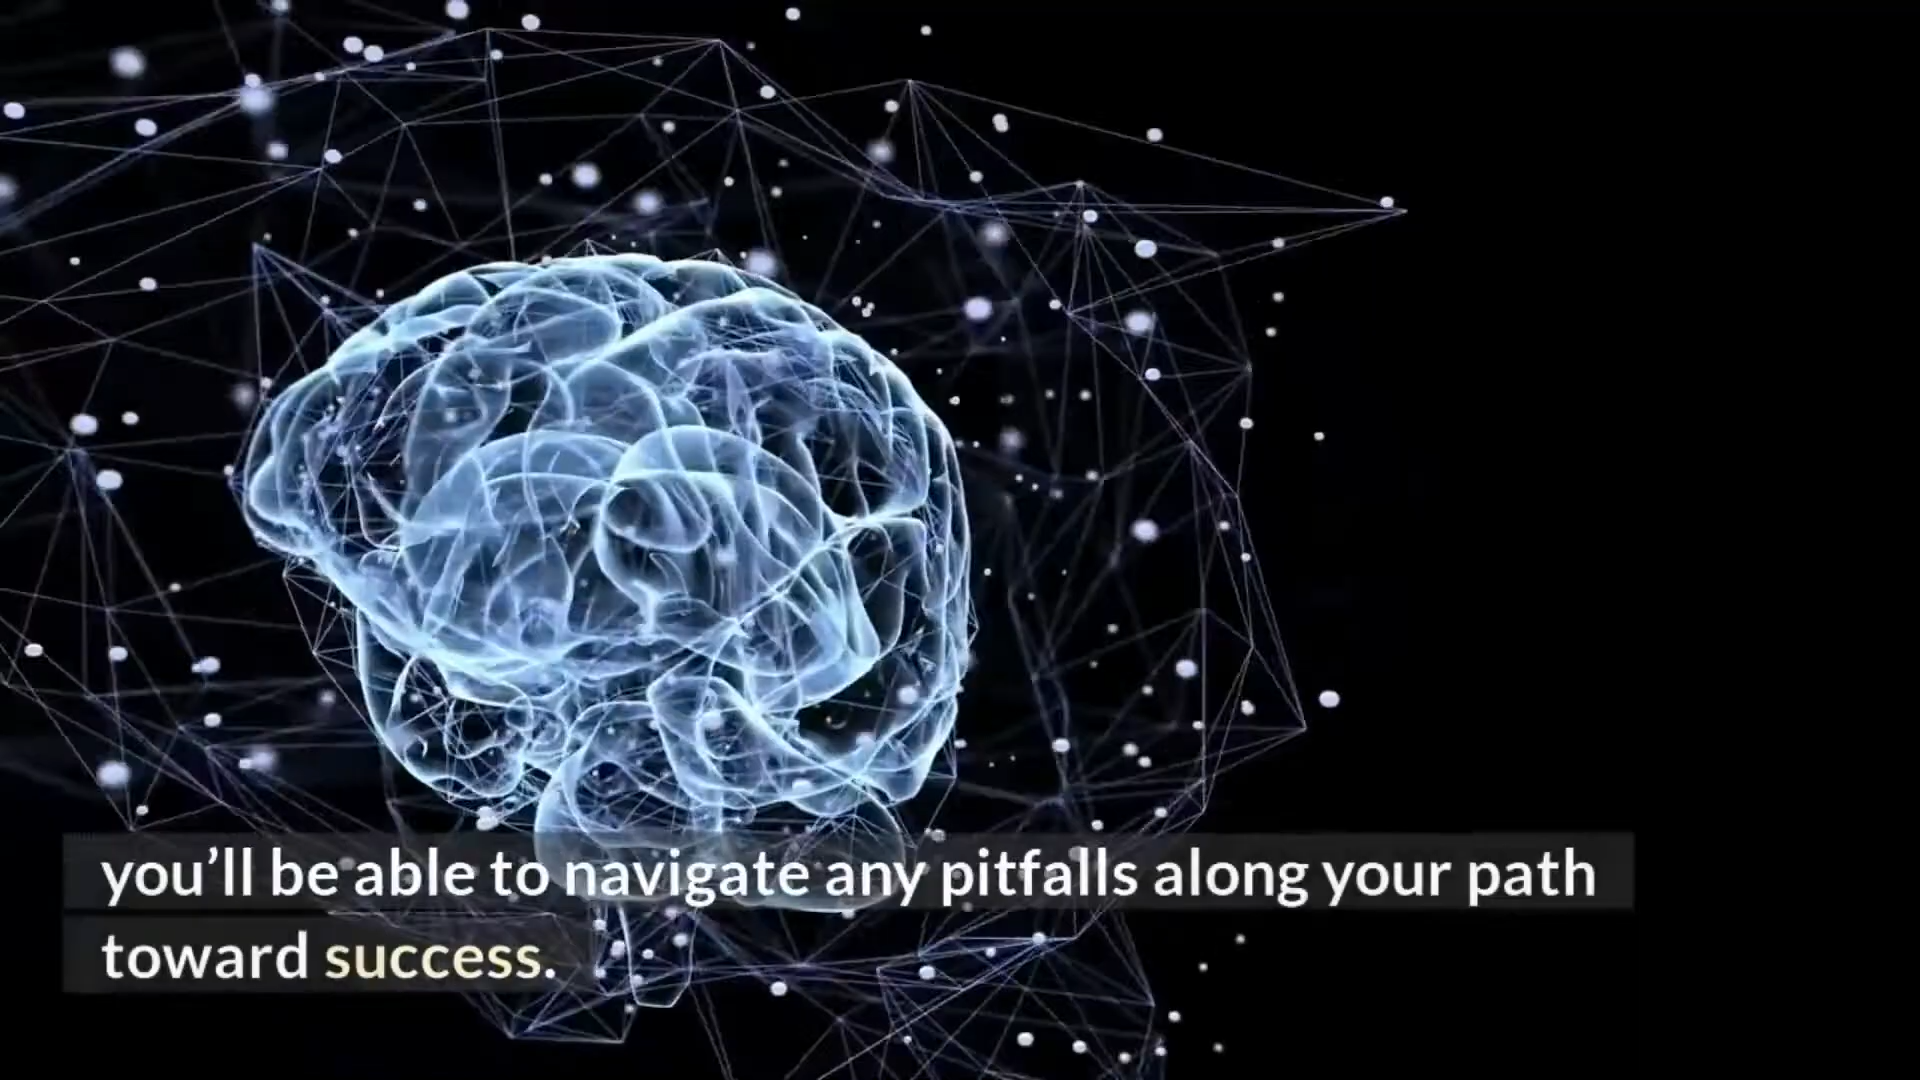 you’ll be able to navigate any pitfalls along your path
toward success.